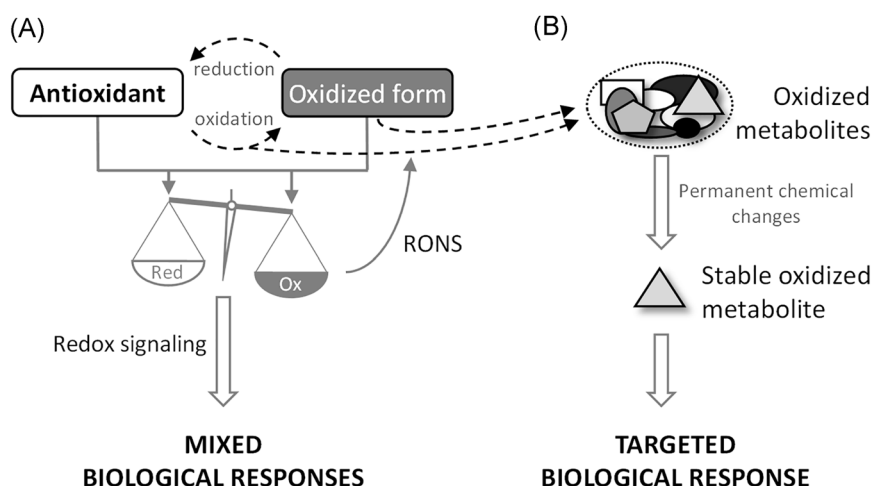 (A)
reduction
Antioxidant
Oxidized form
oxidation
Red
Ox
RONS
Redox signaling
MIXED
BIOLOGICAL RESPONSES
(B)
Oxidized
metabolites
Permanent chemical
changes
Stable oxidized
metabolite
TARGETED
BIOLOGICAL RESPONSE